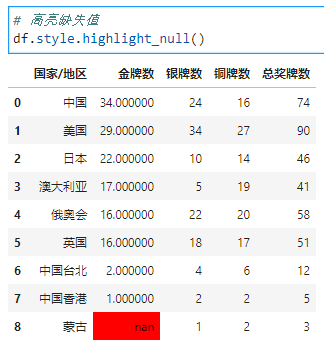 # 高亮缺失值
df.style.highlight_null()
国家/地区 金牌数 银牌数 铜牌数 总奖牌数
0 中国 34.000000 24 16 74
1 美国 29.000000 34 27 90
2 日本 22.000000 10 14 46
3 澳大利亚 17.000000 5 19 41
4 俄奥会 16.000000 22 20 58
5 英国 16.000000 18 17 51
6 中国台北 2.000000 4 6 12
7 中国香港 1.000000 2 2 5
8 蒙古 nan 1 2 3